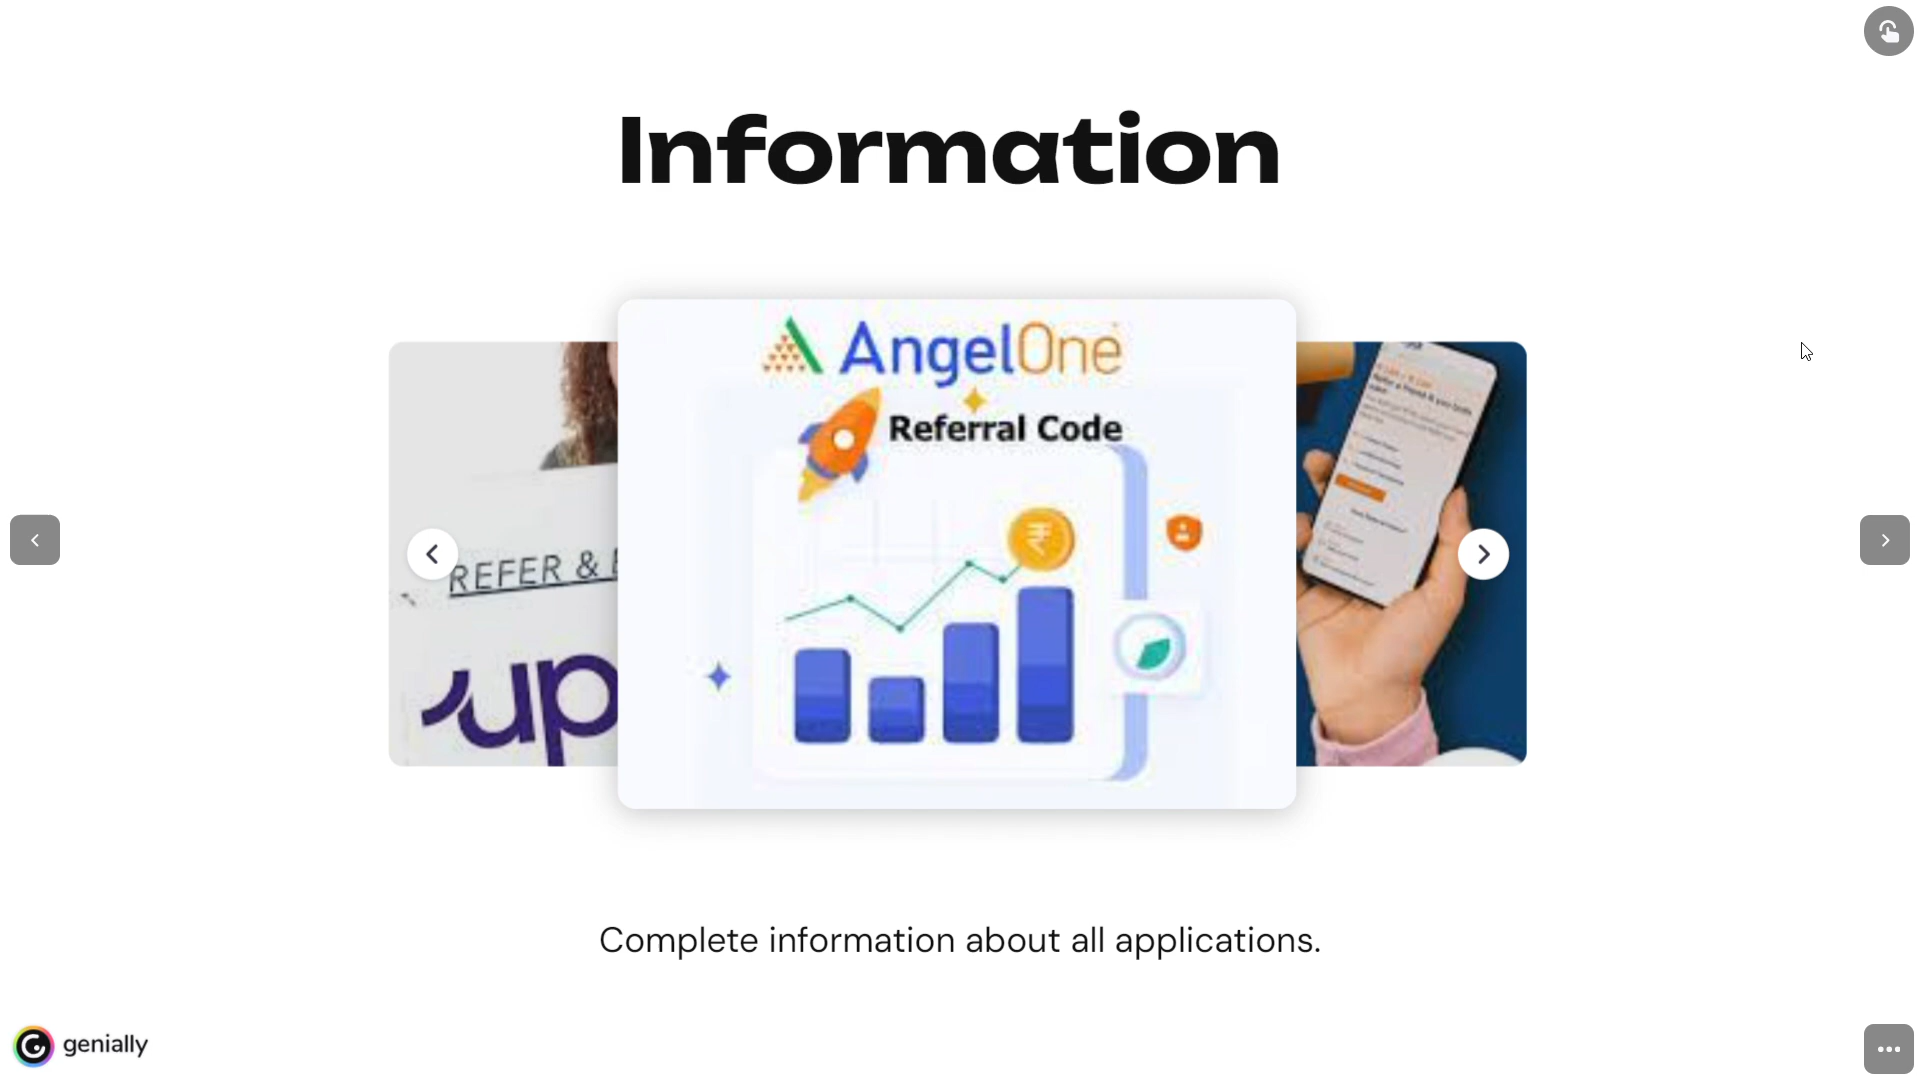 Information
AngelOne
Referral Code
REFER &
up
Complete information about all applications.
genially